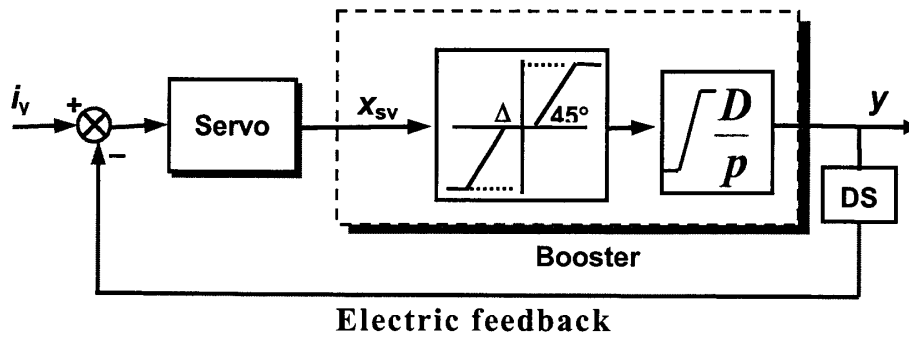 i_v
+
−
Servo
x_sv
Δ
45°
D
p
Booster
y
DS
Electric feedback